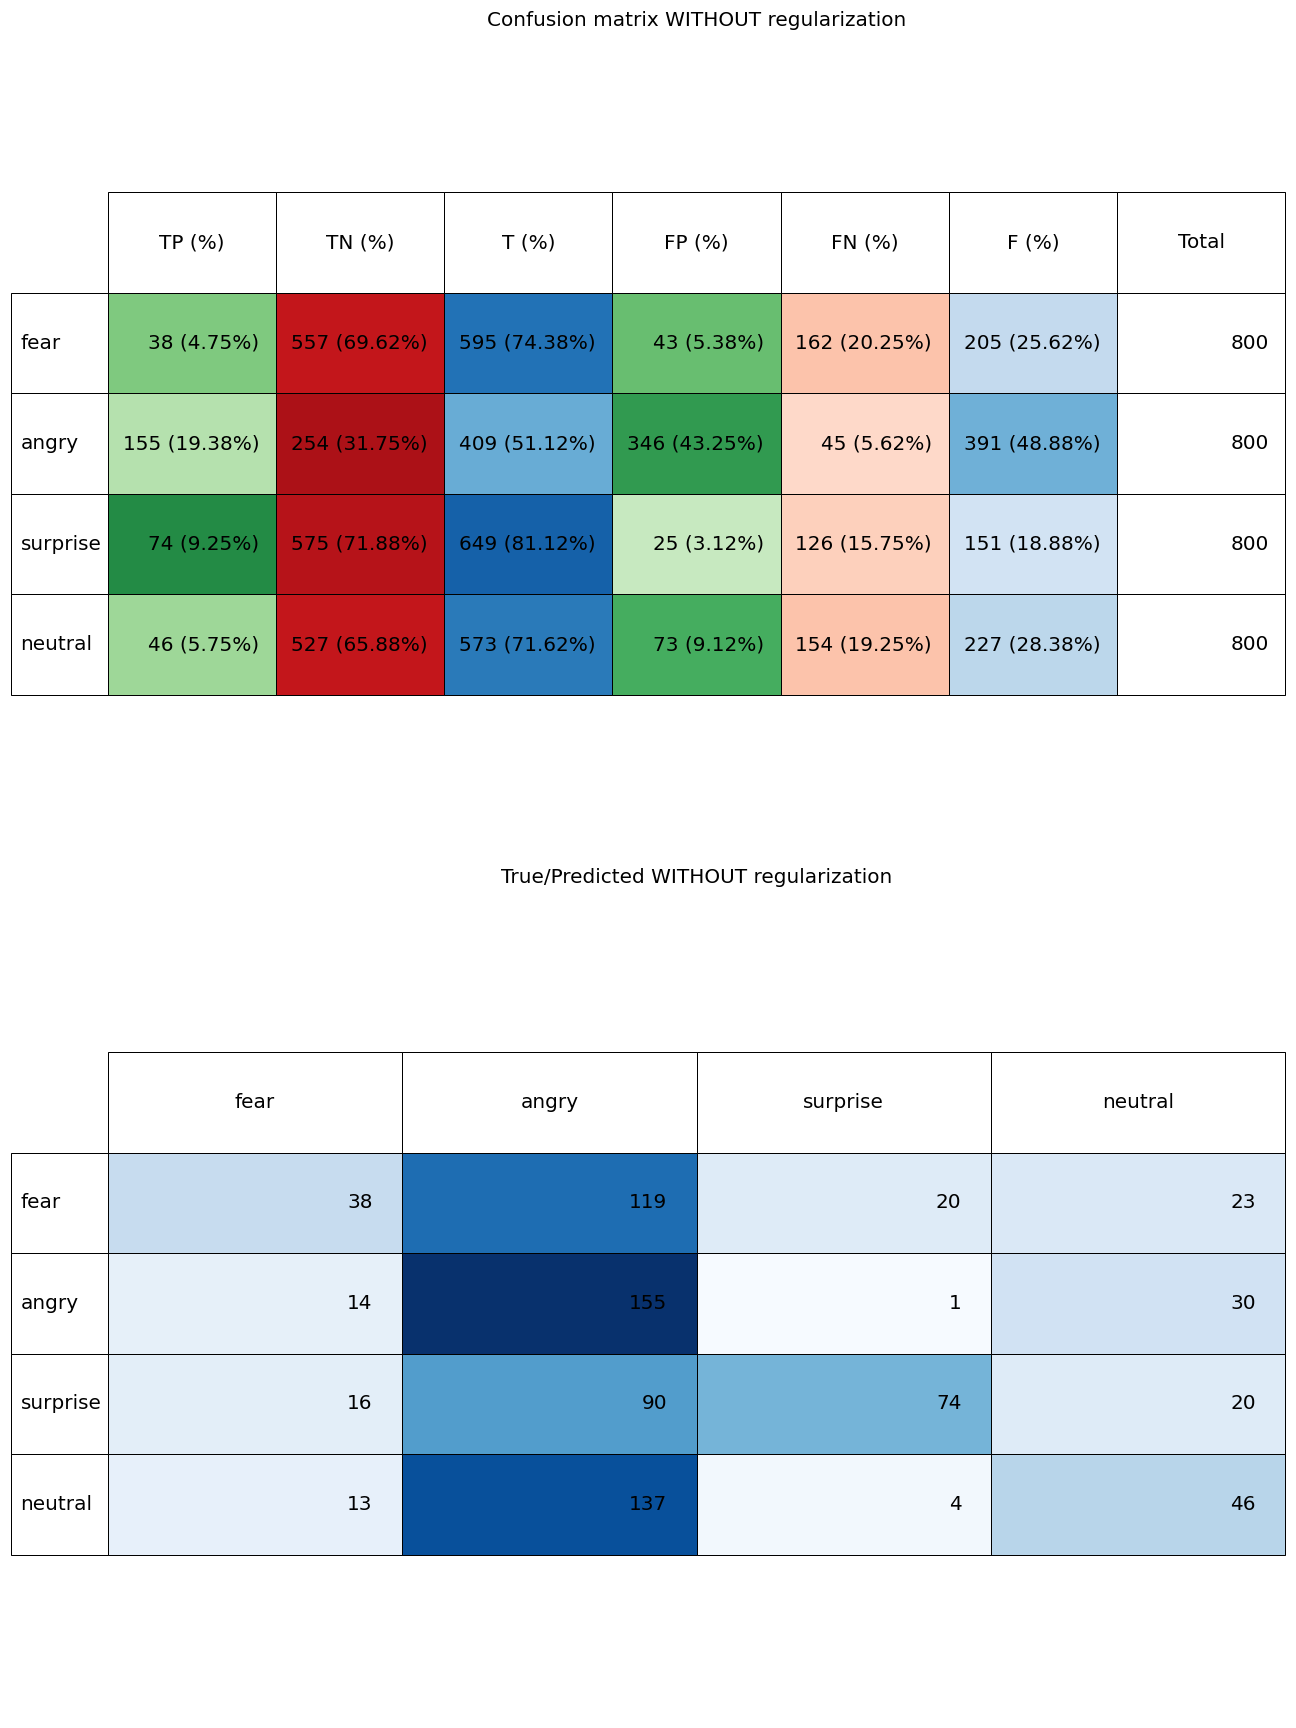 Confusion matrix WITHOUT regularization
TP (%) TN (%) T (%) FP (%) FN (%) F (%) Total
fear 38 (4.75%) 557 (69.62%) 595 (74.38%) 43 (5.38%) 162 (20.25%) 205 (25.62%) 800
angry 155 (19.38%) 254 (31.75%) 409 (51.12%) 346 (43.25%) 45 (5.62%) 391 (48.88%) 800
surprise 74 (9.25%) 575 (71.88%) 649 (81.12%) 25 (3.12%) 126 (15.75%) 151 (18.88%) 800
neutral 46 (5.75%) 527 (65.88%) 573 (71.62%) 73 (9.12%) 154 (19.25%) 227 (28.38%) 800
True/Predicted WITHOUT regularization
fear angry surprise neutral
fear 38 119 20 23
angry 14 155 1 30
surprise 16 90 74 20
neutral 13 137 4 46